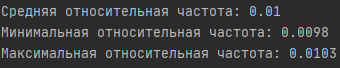 Средняя относительная частота: 0.01
Минимальная относительная частота: 0.0098
Максимальная относительная частота: 0.0103